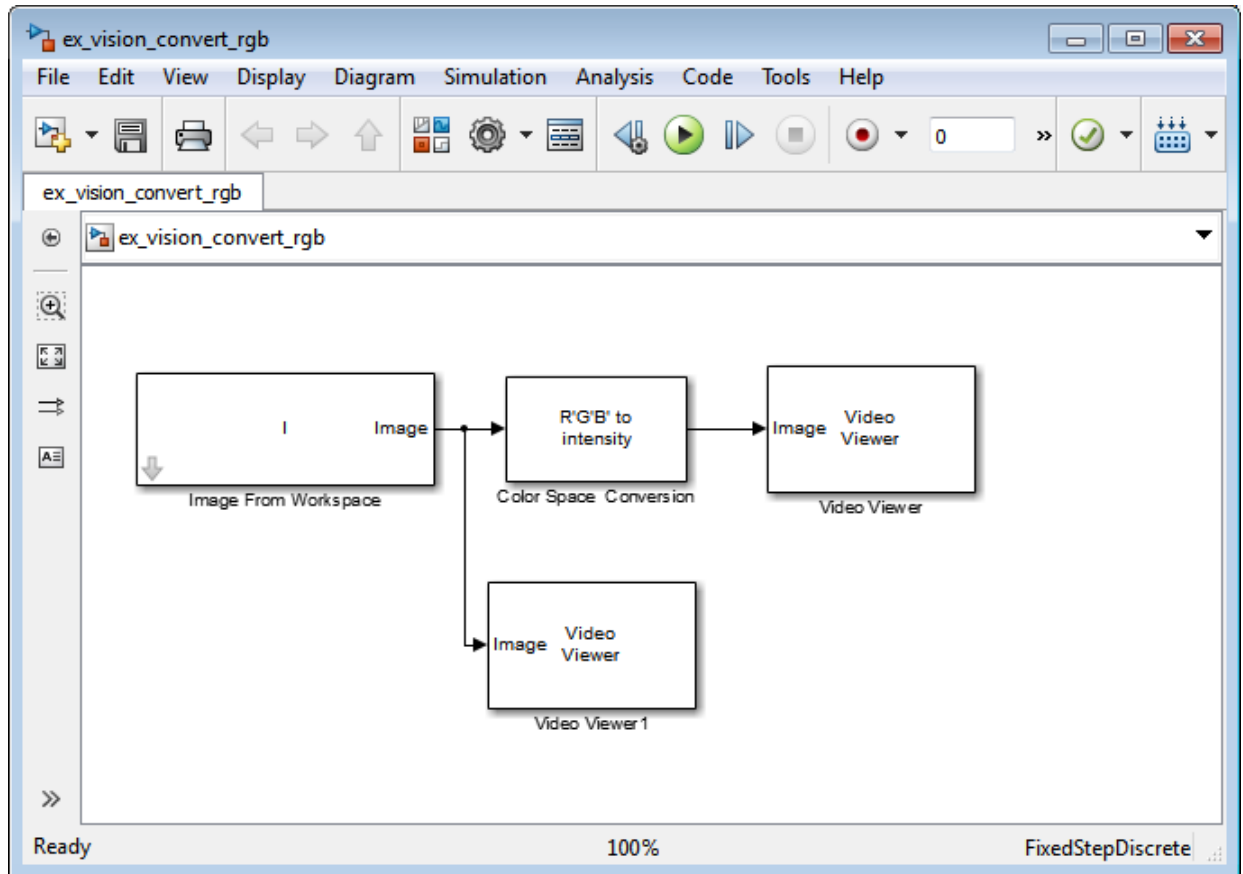 ex_vision_convert_rgb
File Edit View Display Diagram Simulation Analysis Code Tools Help
0
ex_vision_convert_rgb
ex_vision_convert_rgb
I
Image
Image From Workspace
R'G'B' to
intensity
Color Space Conversion
Image
Video
Viewer
Video Viewer
Image
Video
Viewer
Video Viewer1
Ready 100% FixedStepDiscrete